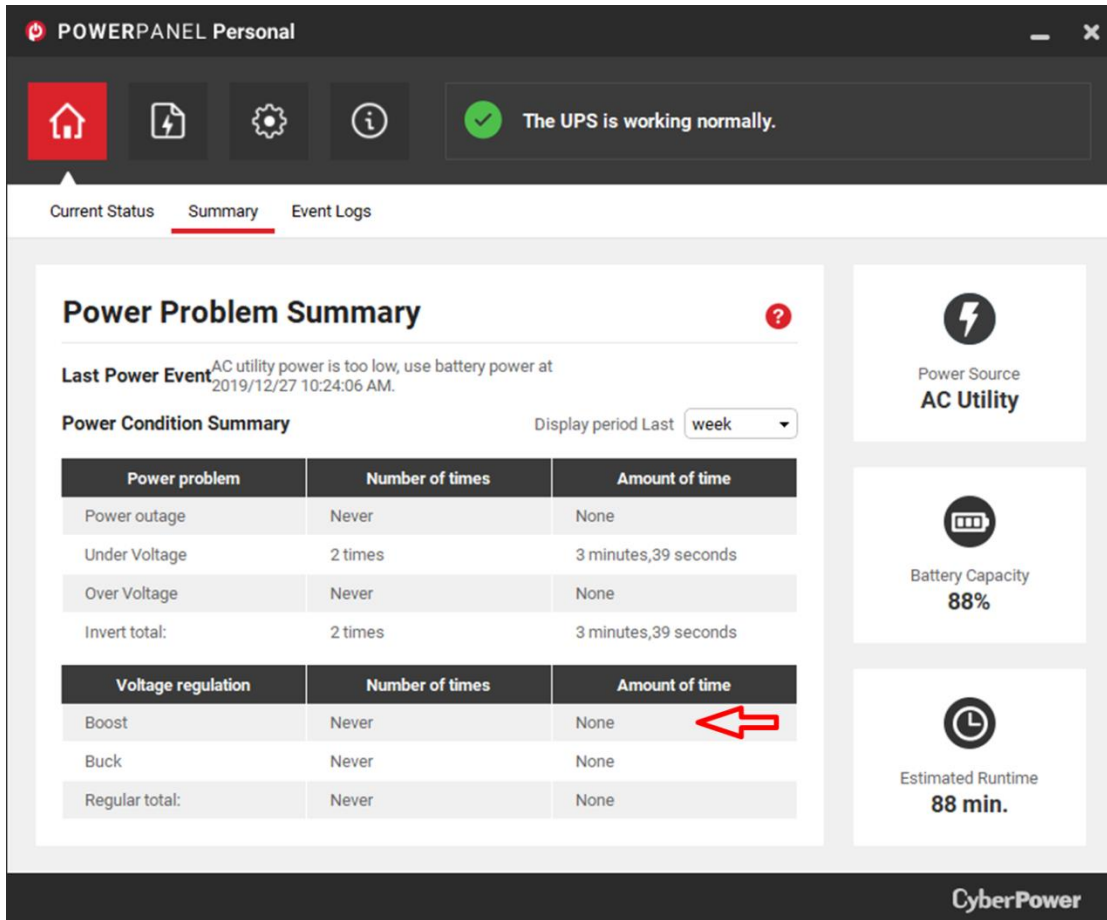 POWERPANEL Personal
The UPS is working normally.
Current Status Summary Event Logs
Power Problem Summary
?
Last Power Event AC utility power is too low, use battery power at
2019/12/27 10:24:06 AM.
Power Condition Summary Display period Last week
Power problem Number of times Amount of time
Power outage Never None
Under Voltage 2 times 3 minutes,39 seconds
Over Voltage Never None
Invert total: 2 times 3 minutes,39 seconds
Voltage regulation Number of times Amount of time
Boost Never None
Buck Never None
Regular total: Never None
Power Source
AC Utility
Battery Capacity
88%
Estimated Runtime
88 min.
CyberPower